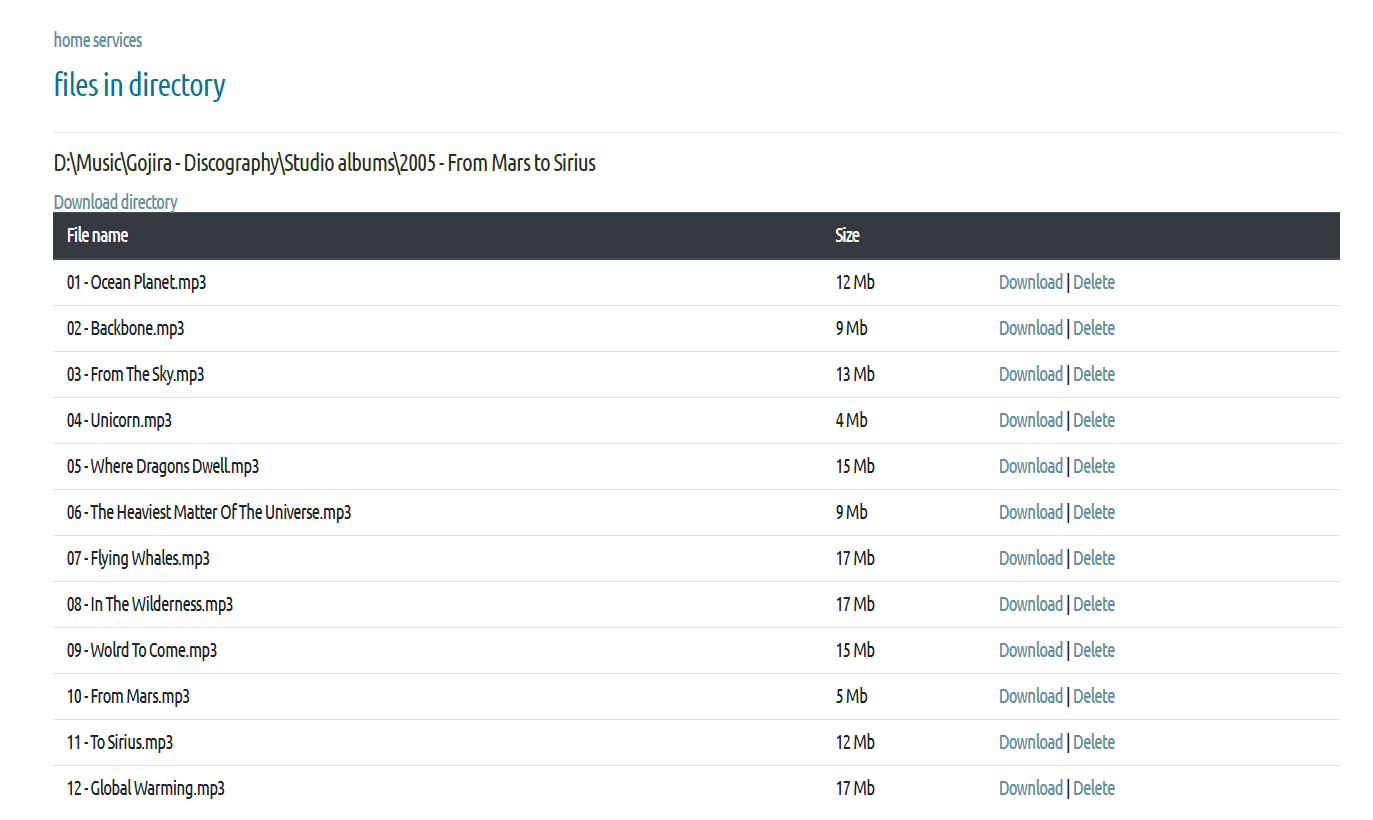 home services
files in directory
D:\Music\Gojira - Discography\Studio albums\2005 - From Mars to Sirius
Download directory
File name Size
01 - Ocean Planet.mp3 12 Mb Download | Delete
02 - Backbone.mp3 9 Mb Download | Delete
03 - From The Sky.mp3 13 Mb Download | Delete
04 - Unicorn.mp3 4 Mb Download | Delete
05 - Where Dragons Dwell.mp3 15 Mb Download | Delete
06 - The Heaviest Matter Of The Universe.mp3 9 Mb Download | Delete
07 - Flying Whales.mp3 17 Mb Download | Delete
08 - In The Wilderness.mp3 17 Mb Download | Delete
09 - Wolrd To Come.mp3 15 Mb Download | Delete
10 - From Mars.mp3 5 Mb Download | Delete
11 - To Sirius.mp3 12 Mb Download | Delete
12 - Global Warming.mp3 17 Mb Download | Delete